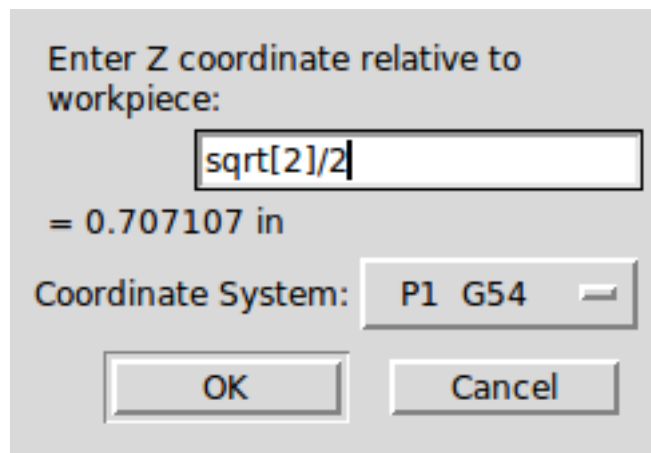 Enter Z coordinate relative to
workpiece:
sqrt[2]/2
= 0.707107 in
Coordinate System: P1 G54
OK Cancel